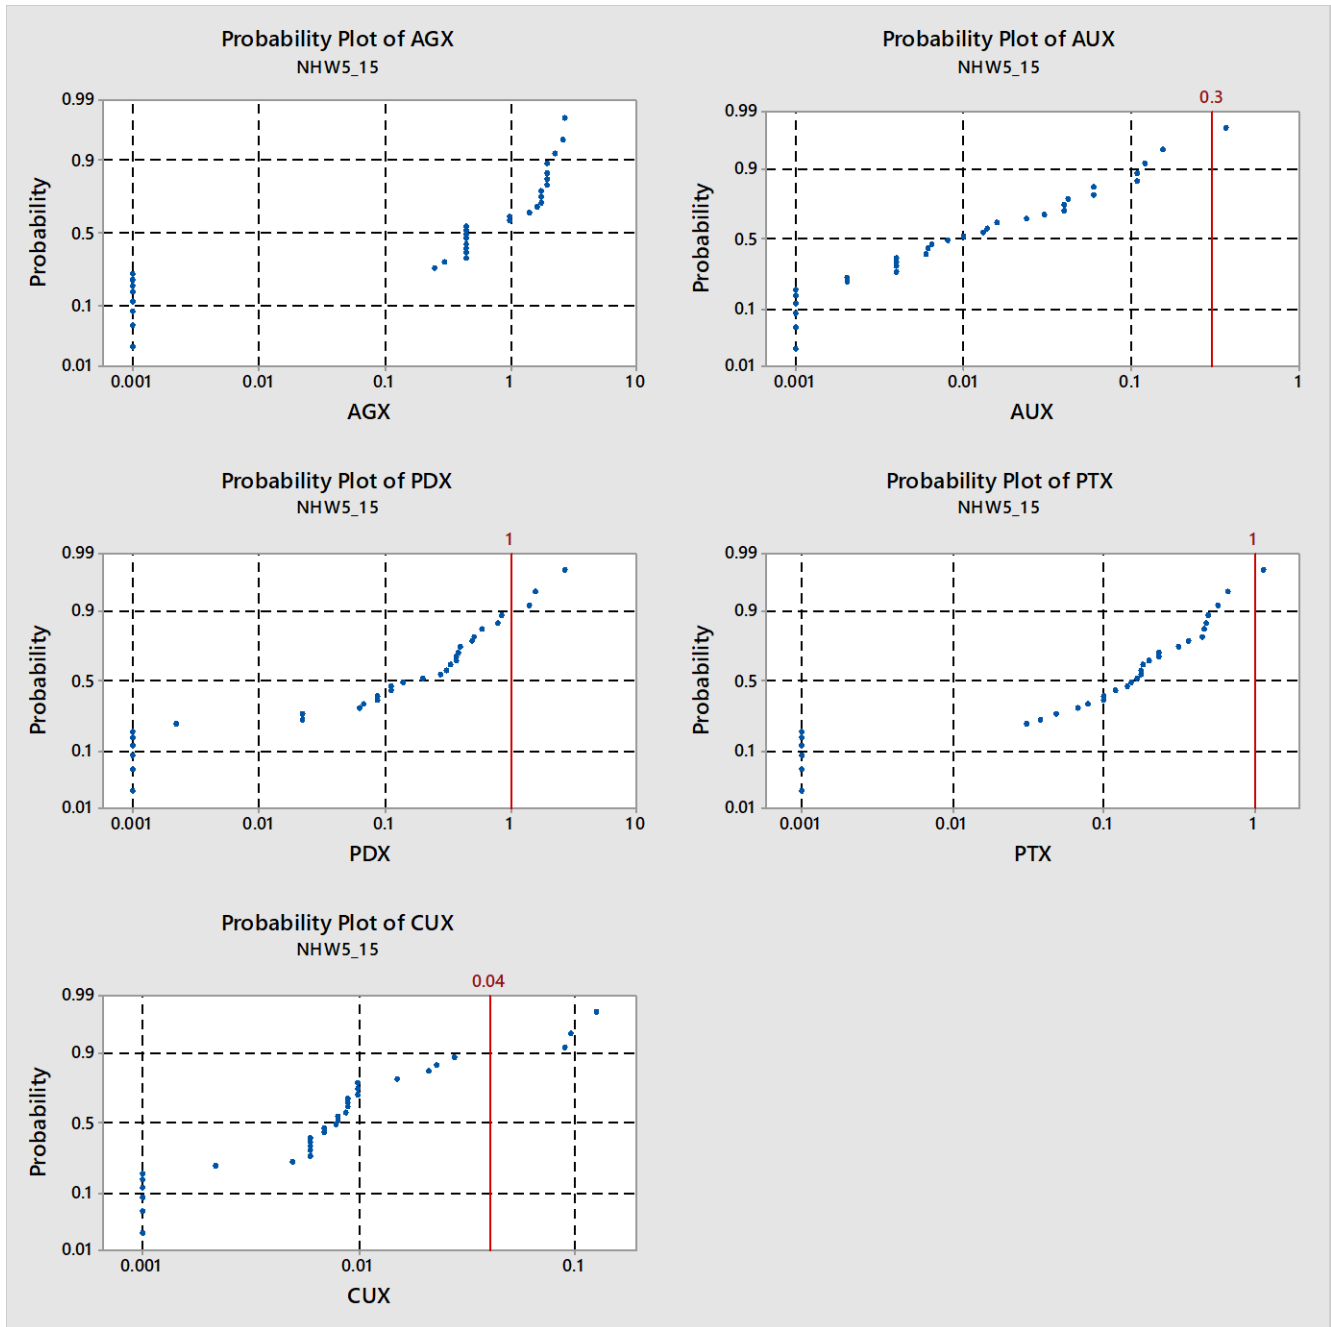 Probability Plot of AGX
NHW5_15
0.99
0.9
0.5
0.1
0.01
Probability
0.001 0.01 0.1 1 10
AGX
Probability Plot of AUX
NHW5_15
0.3
0.99
0.9
0.5
0.1
0.01
Probability
0.001 0.01 0.1 1
AUX
Probability Plot of PDX
NHW5_15
1
0.99
0.9
0.5
0.1
0.01
Probability
0.001 0.01 0.1 1 10
PDX
Probability Plot of PTX
NHW5_15
1
0.99
0.9
0.5
0.1
0.01
Probability
0.001 0.01 0.1 1
PTX
Probability Plot of CUX
NHW5_15
0.04
0.99
0.9
0.5
0.1
0.01
Probability
0.001 0.01 0.1
CUX